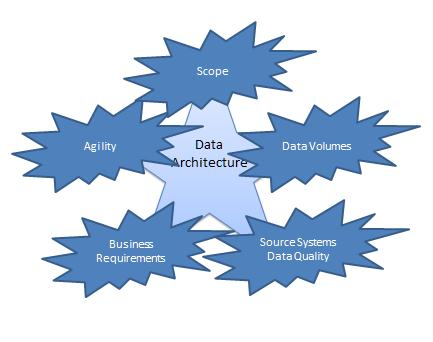 Scope
Agility
Data
Architecture
Data Volumes
Business
Requirements
Source Systems
Data Quality